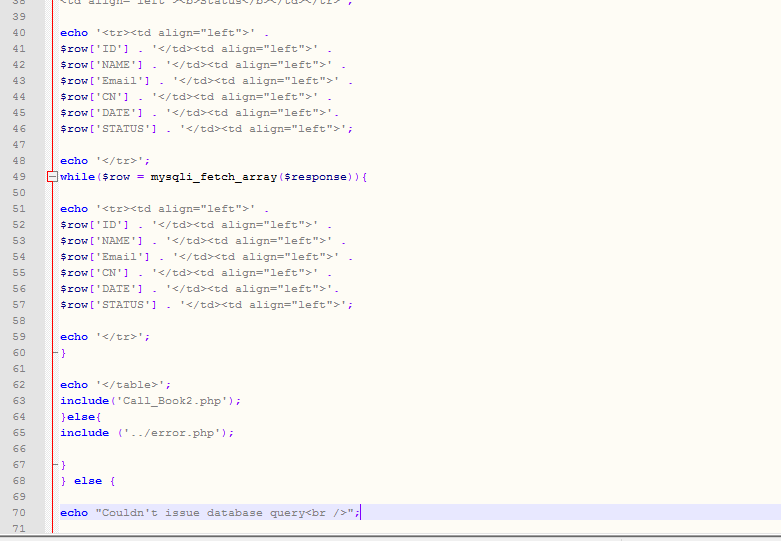 38 <td align="left"><b>Status</b></td></tr>';
39
40 echo '<tr><td align="left">' .
41 $row['ID'] . '</td><td align="left">' .
42 $row['NAME'] . '</td><td align="left">' .
43 $row['Email'] . '</td><td align="left">' .
44 $row['CN'] . '</td><td align="left">' .
45 $row['DATE'] . '</td><td align="left">'.
46 $row['STATUS'] . '</td><td align="left">';
47
48 echo '</tr>';
49 while($row = mysqli_fetch_array($response)){
50
51 echo '<tr><td align="left">' .
52 $row['ID'] . '</td><td align="left">' .
53 $row['NAME'] . '</td><td align="left">' .
54 $row['Email'] . '</td><td align="left">' .
55 $row['CN'] . '</td><td align="left">' .
56 $row['DATE'] . '</td><td align="left">'.
57 $row['STATUS'] . '</td><td align="left">';
58
59 echo '</tr>';
60 }
61
62 echo '</table>';
63 include('Call_Book2.php');
64 }else{
65 include ('../error.php');
66
67 }
68 } else {
69
70 echo "Couldn't issue database query<br />";
71